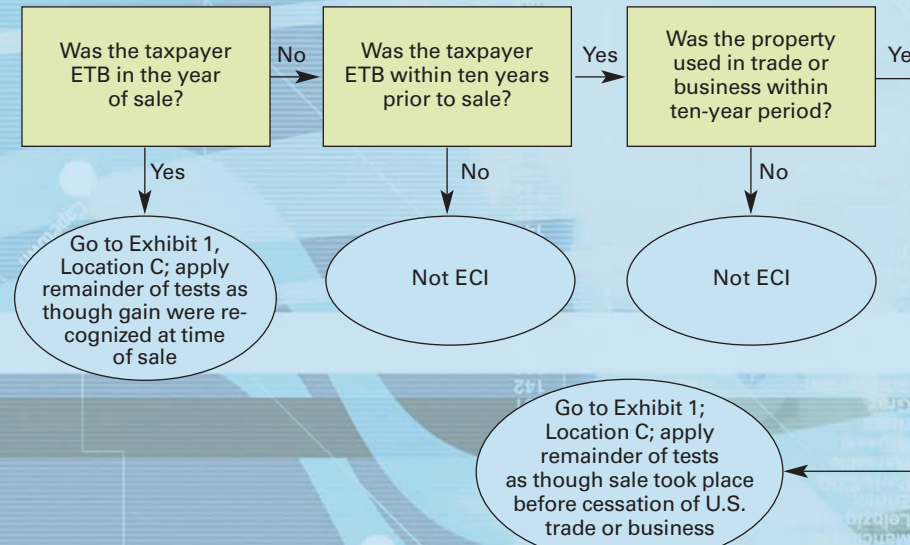 Was the taxpayer
ETB in the year
of sale?
No
Was the taxpayer
ETB within ten years
prior to sale?
Yes
Was the property
used in trade or
business within
ten-year period?
Yes
No
No
Go to Exhibit 1,
Location C; apply
remainder of tests as
though gain were re-
cognized at time
of sale
Not ECI
Not ECI
Go to Exhibit 1;
Location C; apply
remainder of tests
as though sale took place
before cessation of U.S.
trade or business
142
Leipzig